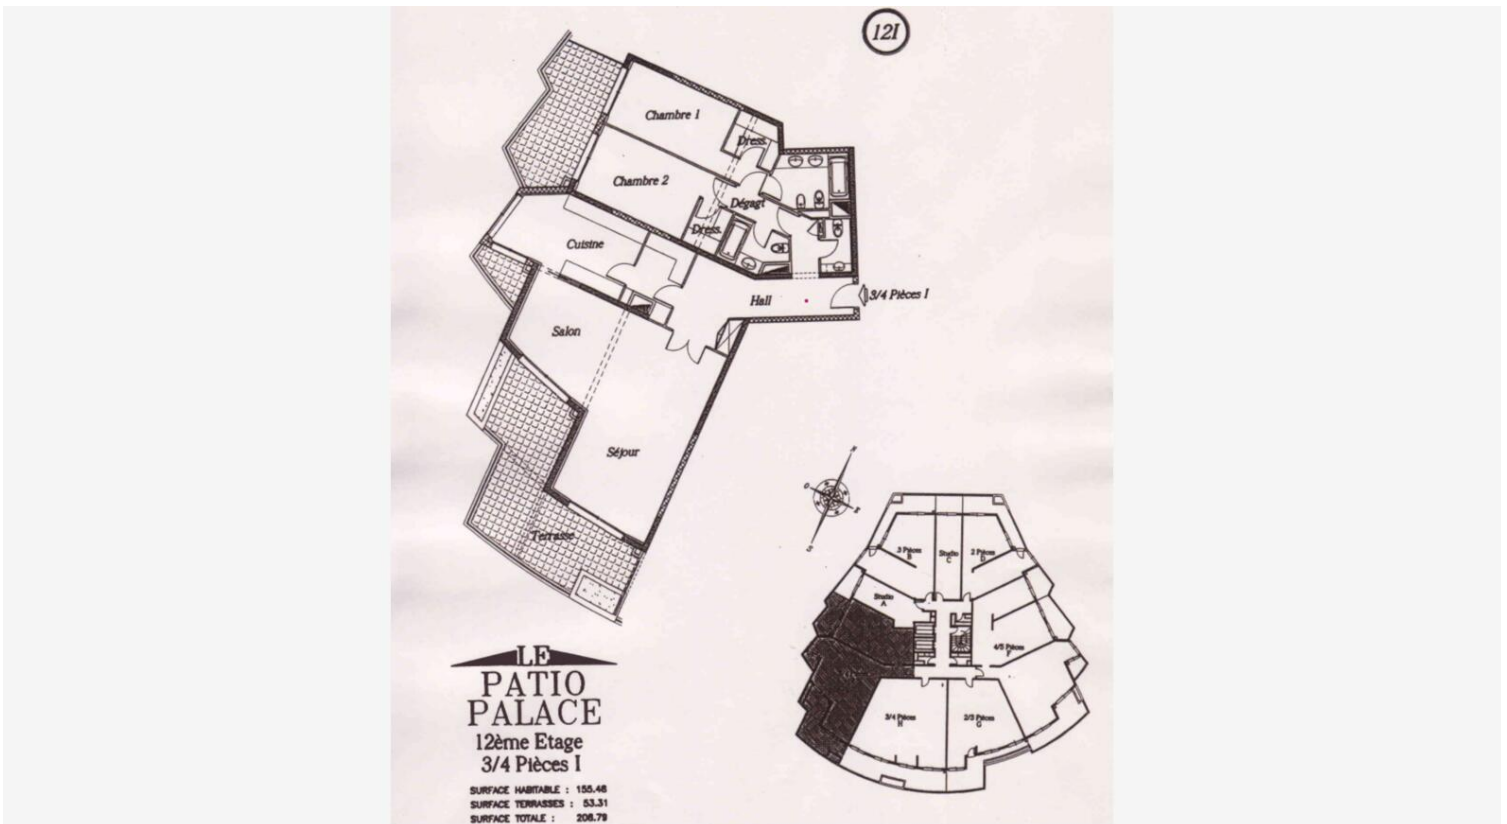 12I
Chambre 1
Dress.
Chambre 2
Dégagt
Dress.
Cuisine
Hall
3/4 Pièces I
Salon
Séjour
Terrasse
N
O
E
S
3 Pièces
B
Studio
C
2 Pièces
D
Studio
A
4/5 Pièces
F
3/4 Pièces
H
2/3 Pièces
G
LE
PATIO
PALACE
12ème Etage
3/4 Pièces I
SURFACE HABITABLE : 155.48
SURFACE TERRASSES : 53.31
SURFACE TOTALE : 208.79